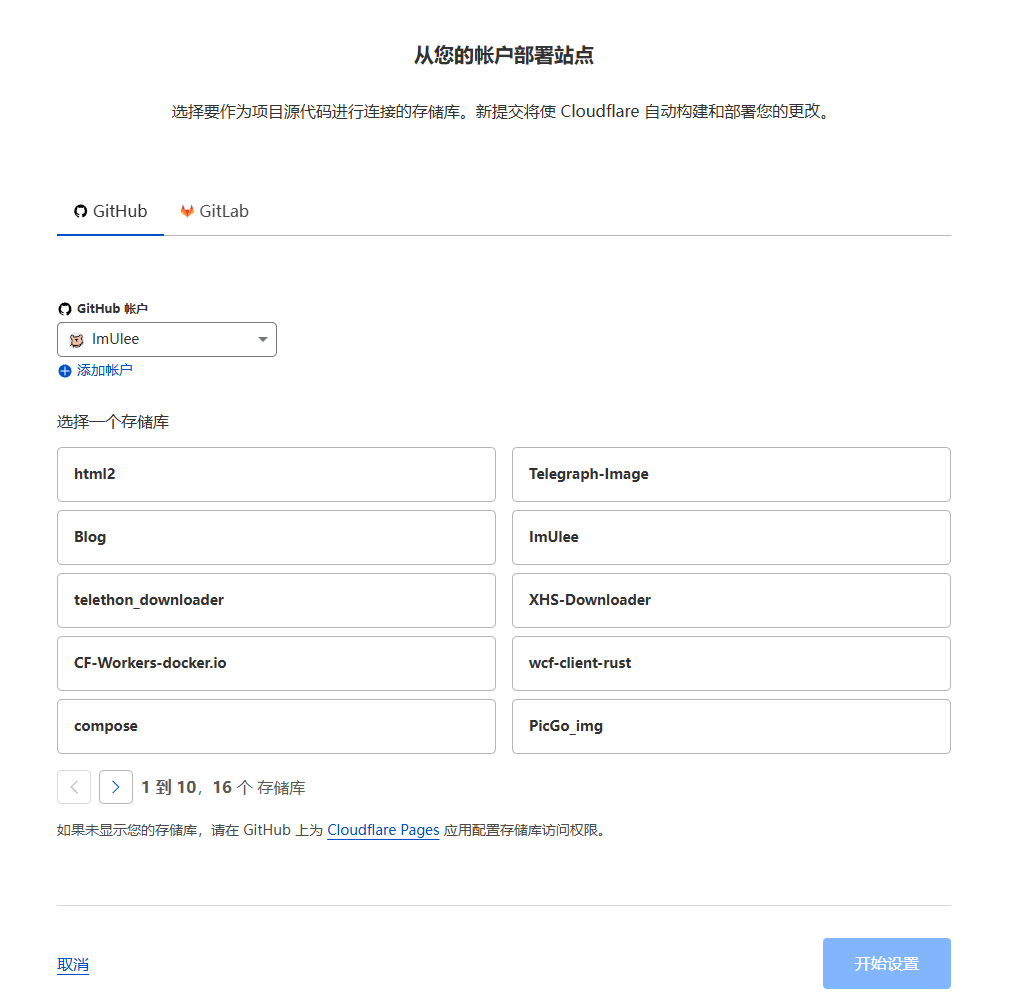 从您的帐户部署站点
选择要作为项目源代码进行连接的存储库。新提交将使 Cloudflare 自动构建和部署您的更改。
GitHub GitLab
GitHub 帐户
ImUlee
添加帐户
选择一个存储库
html2 Telegraph-Image
Blog ImUlee
telethon_downloader XHS-Downloader
CF-Workers-docker.io wcf-client-rust
compose PicGo_img
1 到 10，16 个 存储库
如果未显示您的存储库，请在 GitHub 上为 Cloudflare Pages 应用配置存储库访问权限。
取消 开始设置